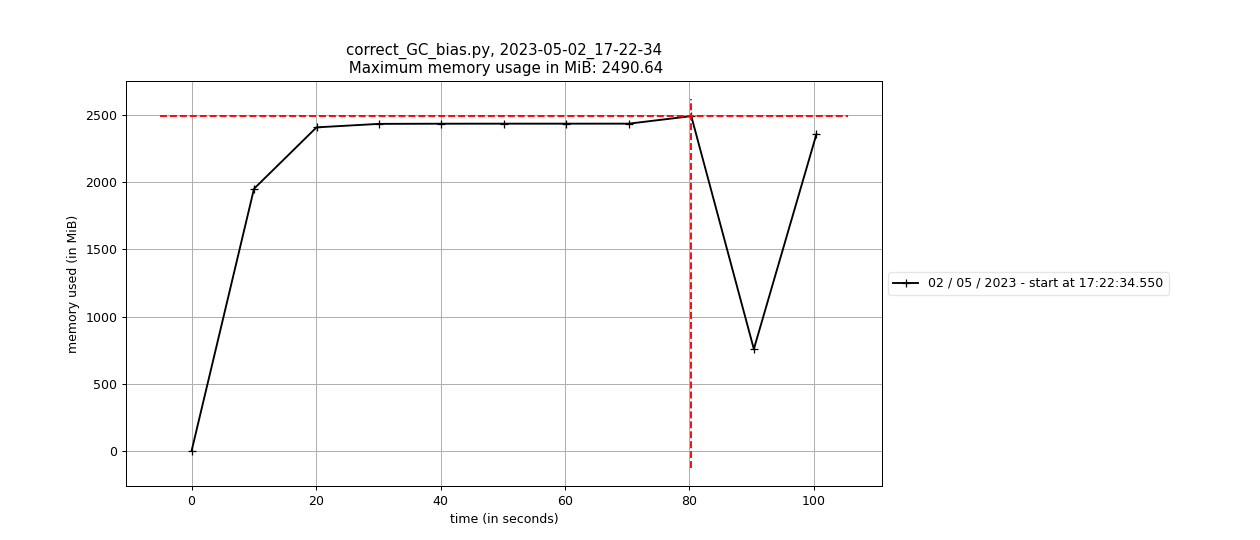 correct_GC_bias.py, 2023-05-02_17-22-34
Maximum memory usage in MiB: 2490.64
memory used (in MiB)
2500
2000
1500
1000
500
0
0 20 40 60 80 100
time (in seconds)
02 / 05 / 2023 - start at 17:22:34.550